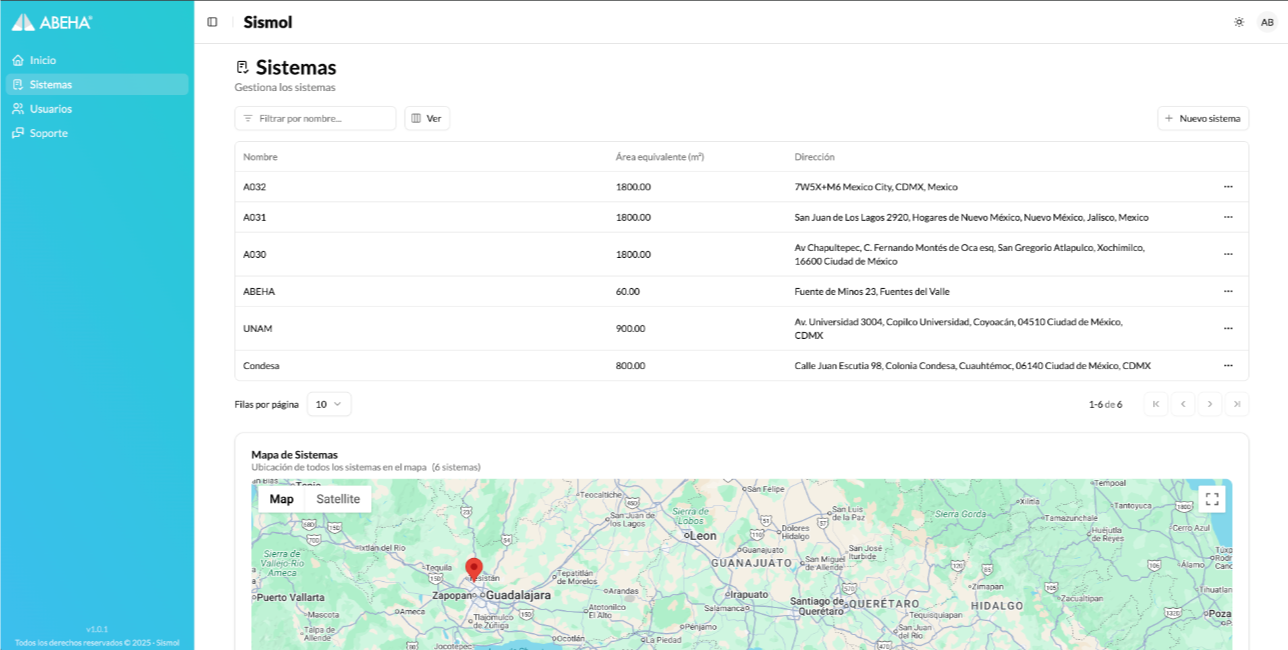 ABEHA®
Sismol
AB
Inicio
Sistemas
Usuarios
Soporte
Sistemas
Gestiona los sistemas
Filtrar por nombre...
Ver
Nuevo sistema
Nombre Área equivalente (m²) Dirección
A032 1800.00 7W5X+M6 Mexico City, CDMX, Mexico
A031 1800.00 San Juan de Los Lagos 2920, Hogares de Nuevo México, Nuevo México, Jalisco, Mexico
A030 1800.00 Av Chapultepec, C. Fernando Montés de Oca esq, San Gregorio Atlapulco, Xochimilco,
16600 Ciudad de México
ABEHA 60.00 Fuente de Minos 23, Fuentes del Valle
UNAM 900.00 Av. Universidad 3004, Copilco Universidad, Coyoacán, 04510 Ciudad de México,
CDMX
Condesa 800.00 Calle Juan Escutia 98, Colonia Condesa, Cuauhtémoc, 06140 Ciudad de México, CDMX
Filas por página 10
1-6 de 6
Mapa de Sistemas
Ubicación de todos los sistemas en el mapa (6 sistemas)
Map Satellite
Teocaltiche
San Juan de
los Lagos
Sierra de
Lobos
San Felipe
San Luis
de la Paz
Dolores
Hidalgo
Leon
Guanajuato
GUANAJUATO
San Miguel
de Allende
San José
Iturbide
Sierra Gorda
Xilitla
Tamazunchale
Tempoal
Tantoyuca
Huejutla
de Reyes
Cerro Azul
Álamo
Ixtlán del Rio
Sierra de
Vallejo-Rio
Ameca
Puerto Vallarta
Mascota
Talpa de
Allende
Tequila
Zapopan
Guadalajara
Ameca
Tlajomulco
de Zúñiga
Jocotepec
Ocotlán
Tepatitlán
de Morelos
Arandas
Atotonilco
El Alto
La Piedad
Pénjamo
Irapuato
Salamanca
Santiago de
Querétaro
QUERÉTARO
Tequisquiapan
San Juan
del Río
Zimapan
HIDALGO
Zacualtipan
Tihuatlan
Poza
v1.0.1
Todos los derechos reservados © 2025 - Sismol